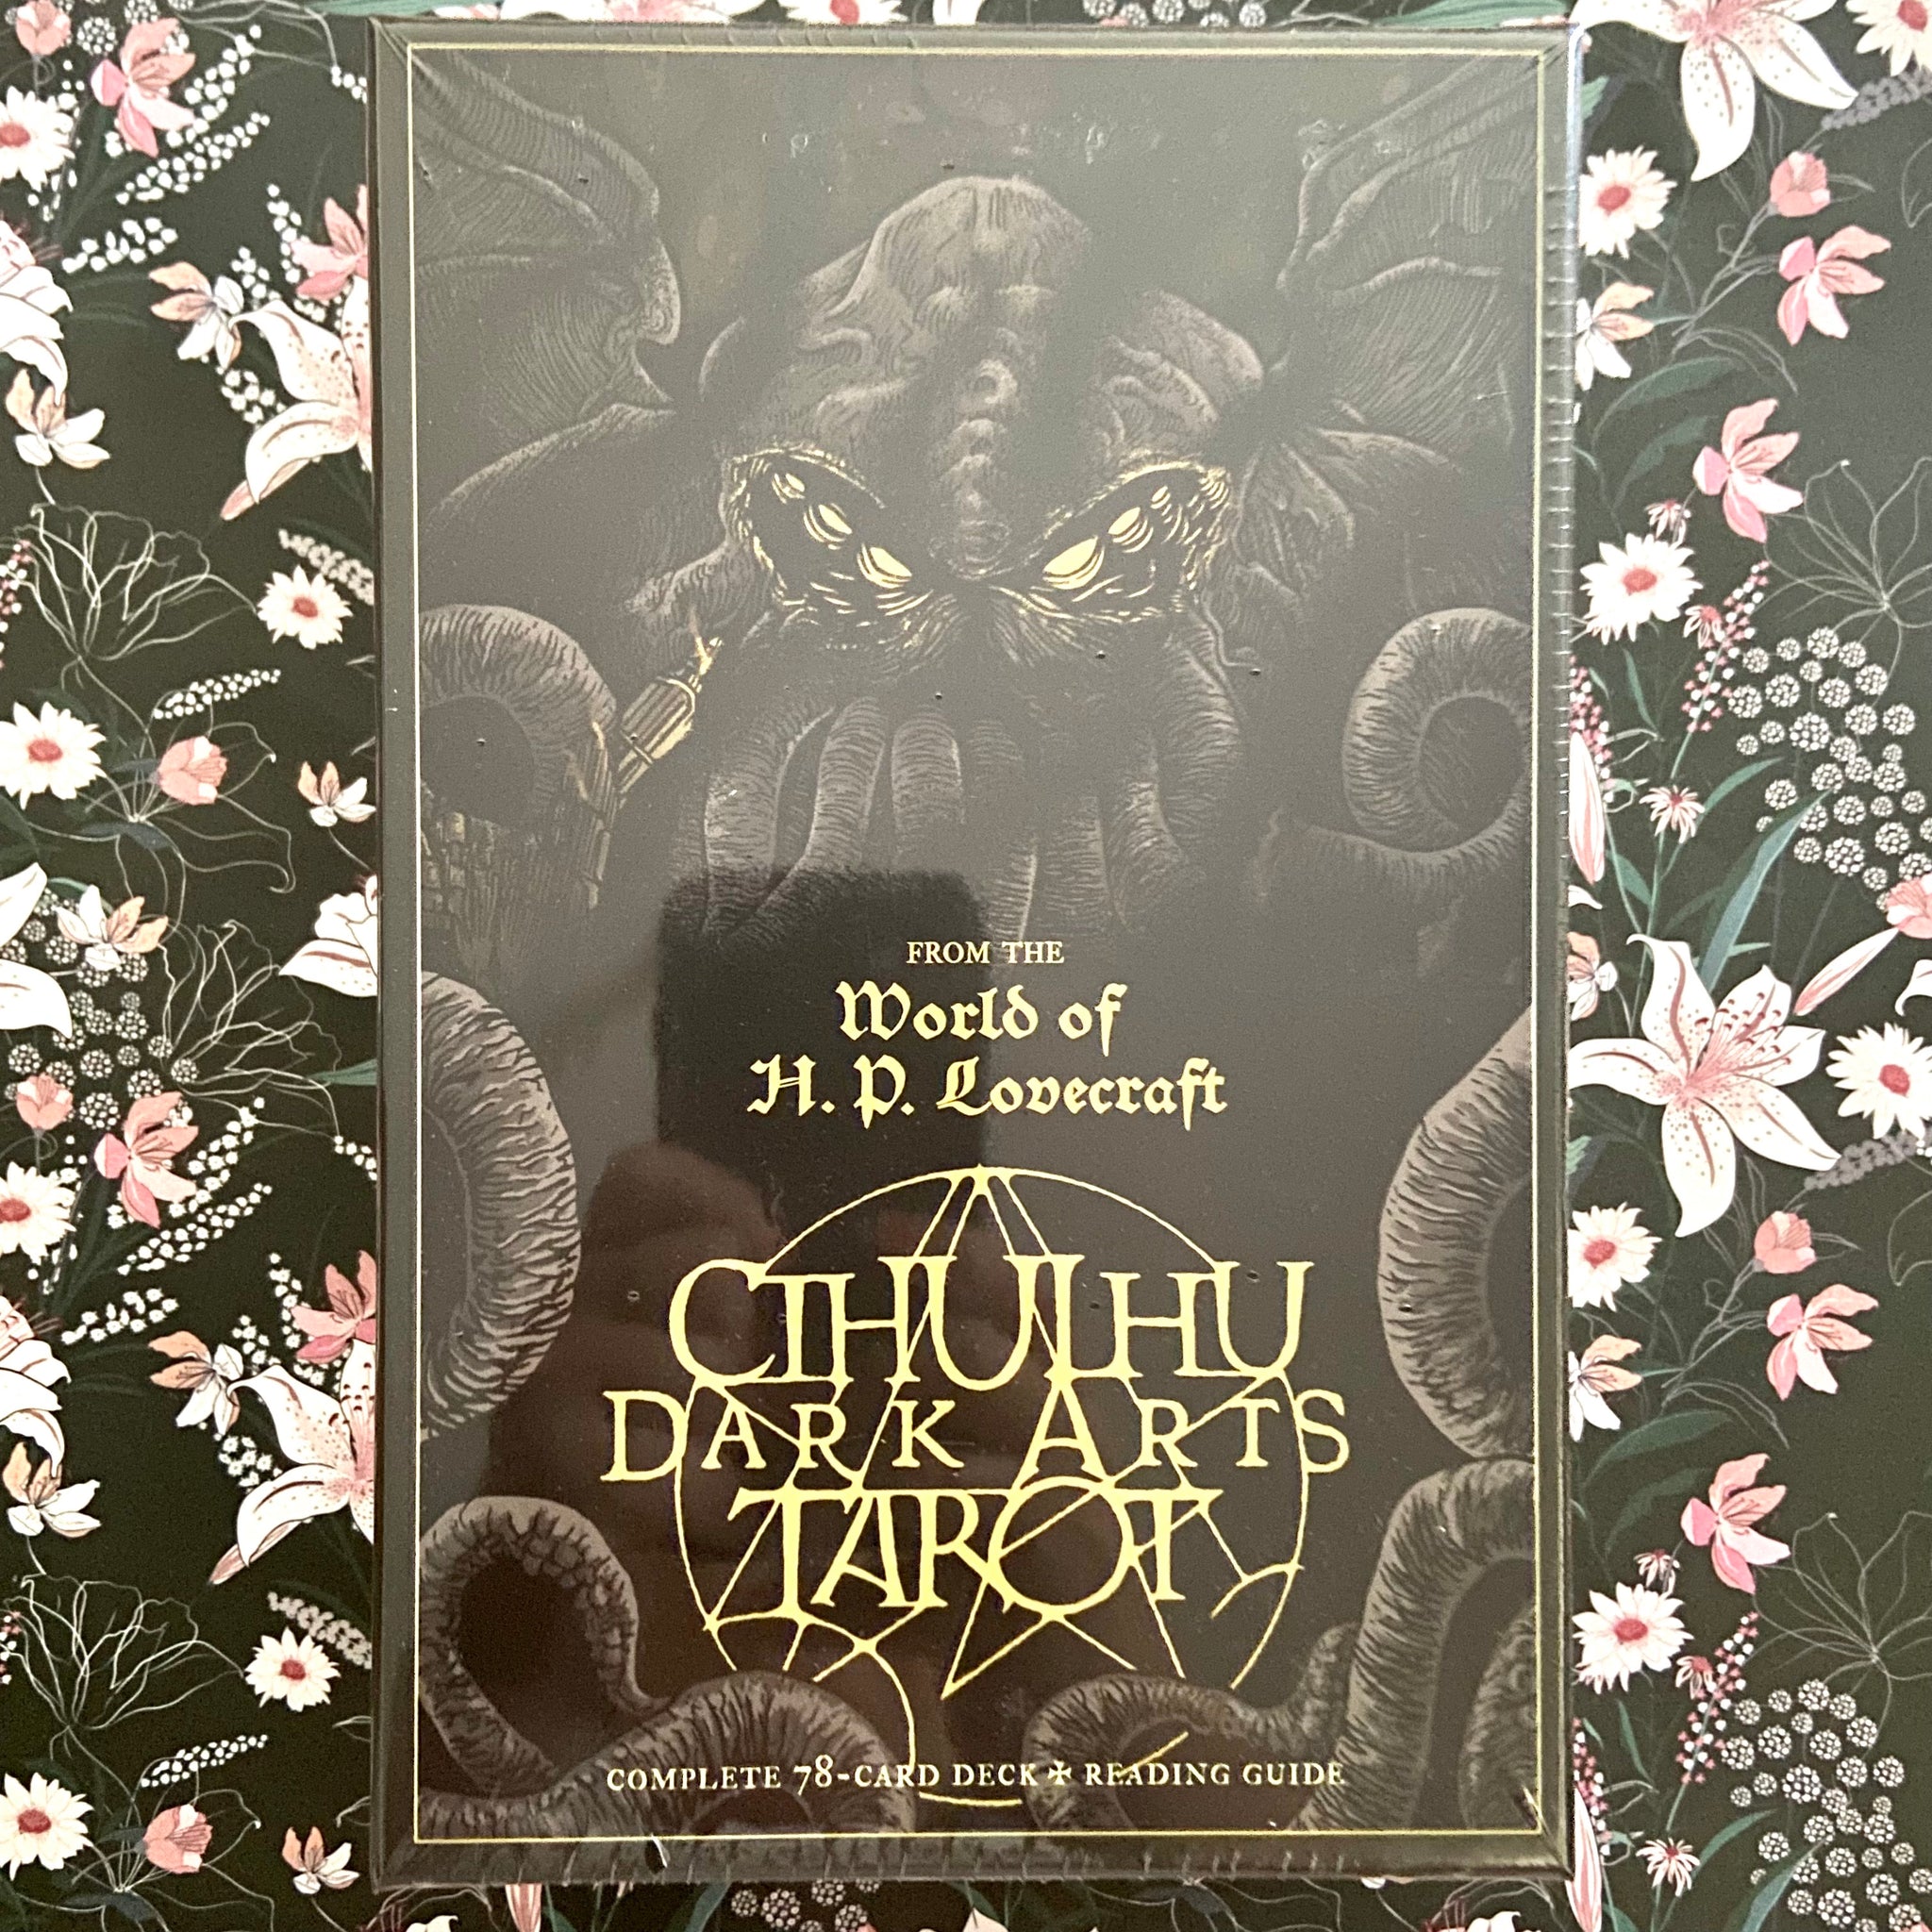 FROM THE
World of
H. P. Lovecraft
CTHULHU
DARK ARTS
TAROT
COMPLETE 78-CARD DECK ✠ READING GUIDE